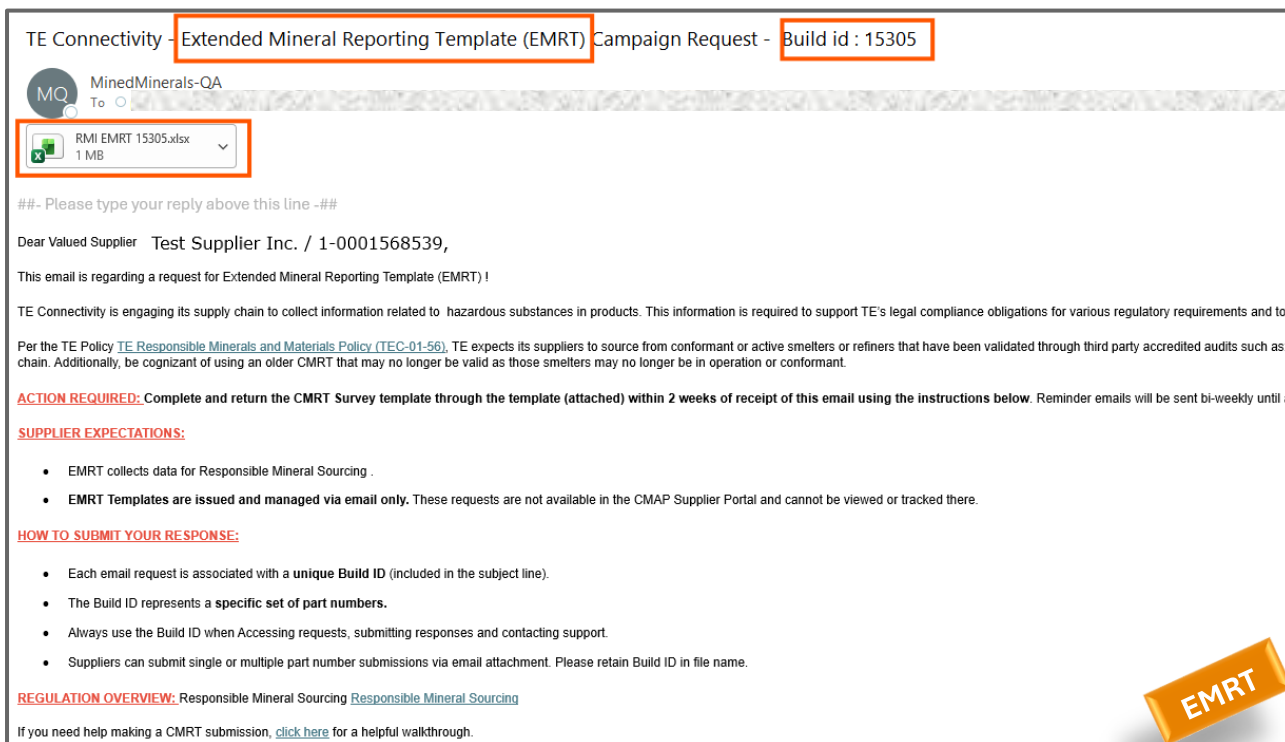 TE Connectivity - Extended Mineral Reporting Template (EMRT) Campaign Request - Build id : 15305
MQ
MinedMinerals-QA
To
RMI EMRT 15305.xlsx
1 MB
##- Please type your reply above this line -##
Dear Valued Supplier Test Supplier Inc. / 1-0001568539,
This email is regarding a request for Extended Mineral Reporting Template (EMRT) !
TE Connectivity is engaging its supply chain to collect information related to hazardous substances in products. This information is required to support TE's legal compliance obligations for various regulatory requirements and to
Per the TE Policy TE Responsible Minerals and Materials Policy (TEC-01-56), TE expects its suppliers to source from conformant or active smelters or refiners that have been validated through third party accredited audits such as
chain. Additionally, be cognizant of using an older CMRT that may no longer be valid as those smelters may no longer be in operation or conformant.
ACTION REQUIRED: Complete and return the CMRT Survey template through the template (attached) within 2 weeks of receipt of this email using the instructions below. Reminder emails will be sent bi-weekly until
SUPPLIER EXPECTATIONS:
• EMRT collects data for Responsible Mineral Sourcing .
• EMRT Templates are issued and managed via email only. These requests are not available in the CMAP Supplier Portal and cannot be viewed or tracked there.
HOW TO SUBMIT YOUR RESPONSE:
• Each email request is associated with a unique Build ID (included in the subject line).
• The Build ID represents a specific set of part numbers.
• Always use the Build ID when Accessing requests, submitting responses and contacting support.
• Suppliers can submit single or multiple part number submissions via email attachment. Please retain Build ID in file name.
REGULATION OVERVIEW: Responsible Mineral Sourcing Responsible Mineral Sourcing
EMRT
If you need help making a CMRT submission, click here for a helpful walkthrough.